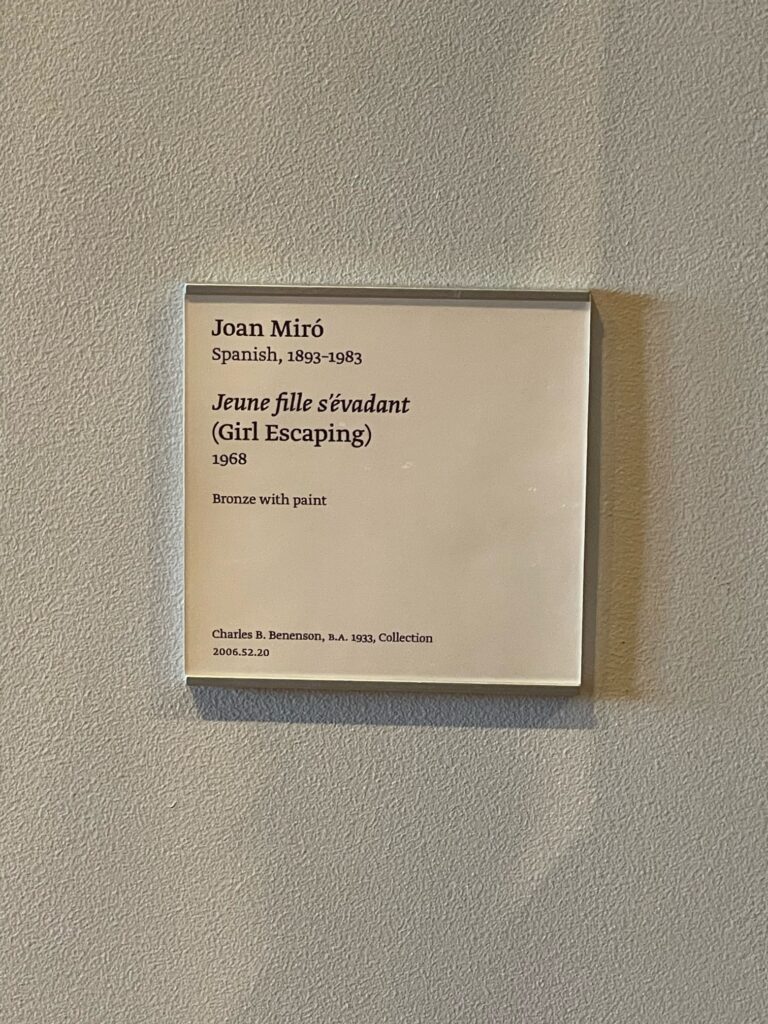 Joan Miró
Spanish, 1893–1983
Jeune fille s'évadant
(Girl Escaping)
1968
Bronze with paint
Charles B. Benenson, B.A. 1933, Collection
2006.52.20